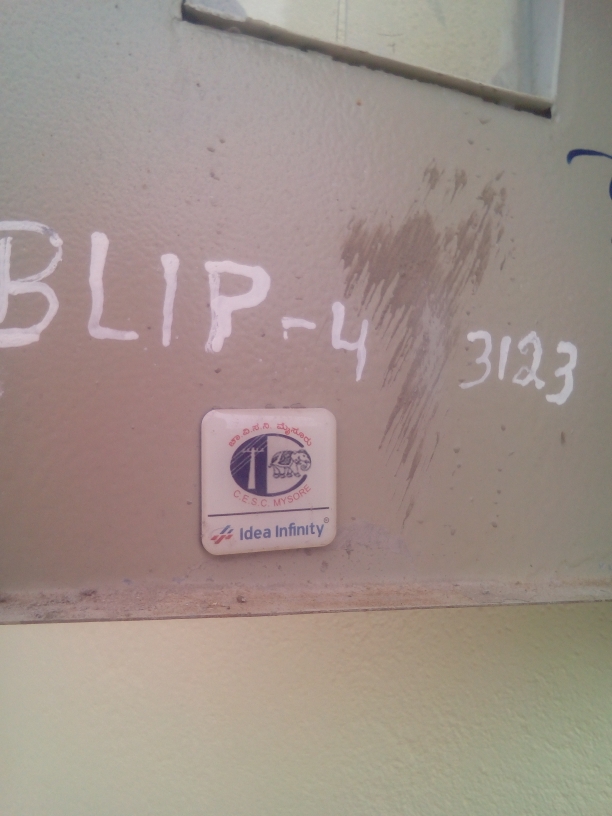 BLIP-4 3123
ಚಾ.ವಿ.ಸ.ನಿ. ಮೈಸೂರು
C.E.S.C. MYSORE
Idea Infinity®